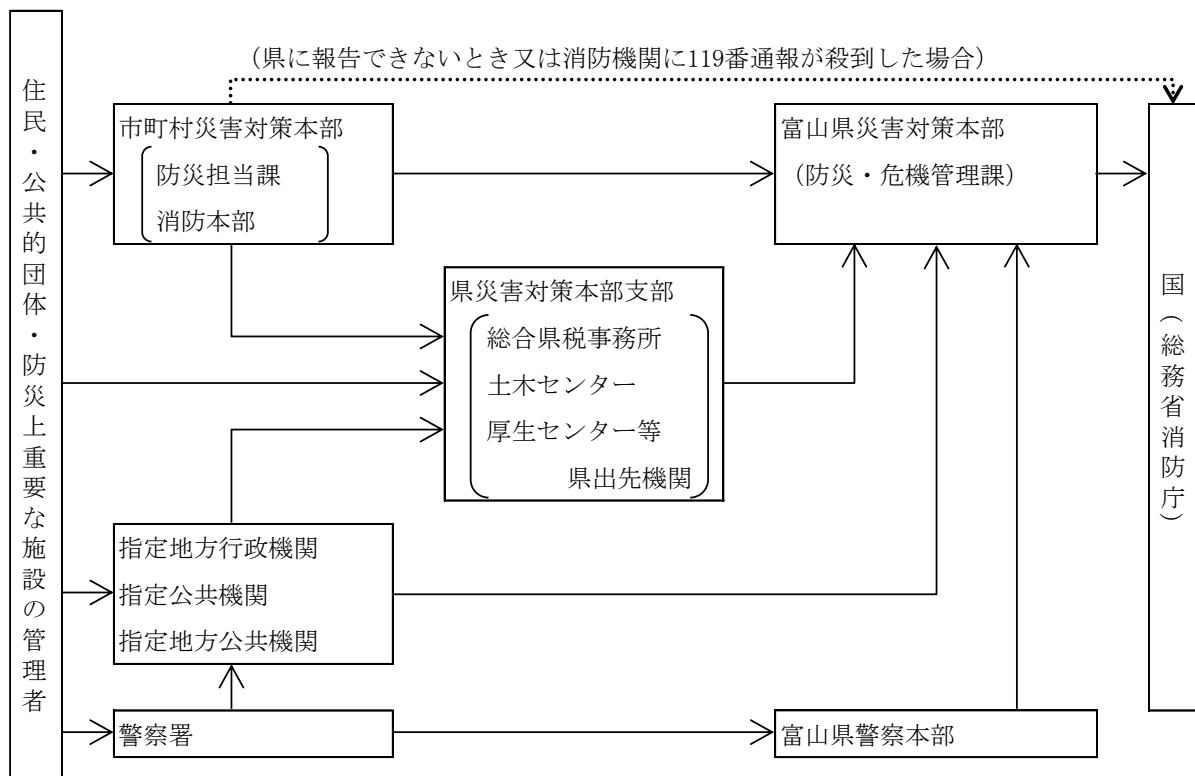 （県に報告できないとき又は消防機関に119番通報が殺到した場合）
住民・公共的団体・防災上重要な施設の管理者
市町村災害対策本部
防災担当課
消防本部
富山県災害対策本部
（防災・危機管理課）
国（総務省消防庁）
県災害対策本部支部
総合県税事務所
土木センター
厚生センター等
県出先機関
指定地方行政機関
指定公共機関
指定地方公共機関
警察署
富山県警察本部